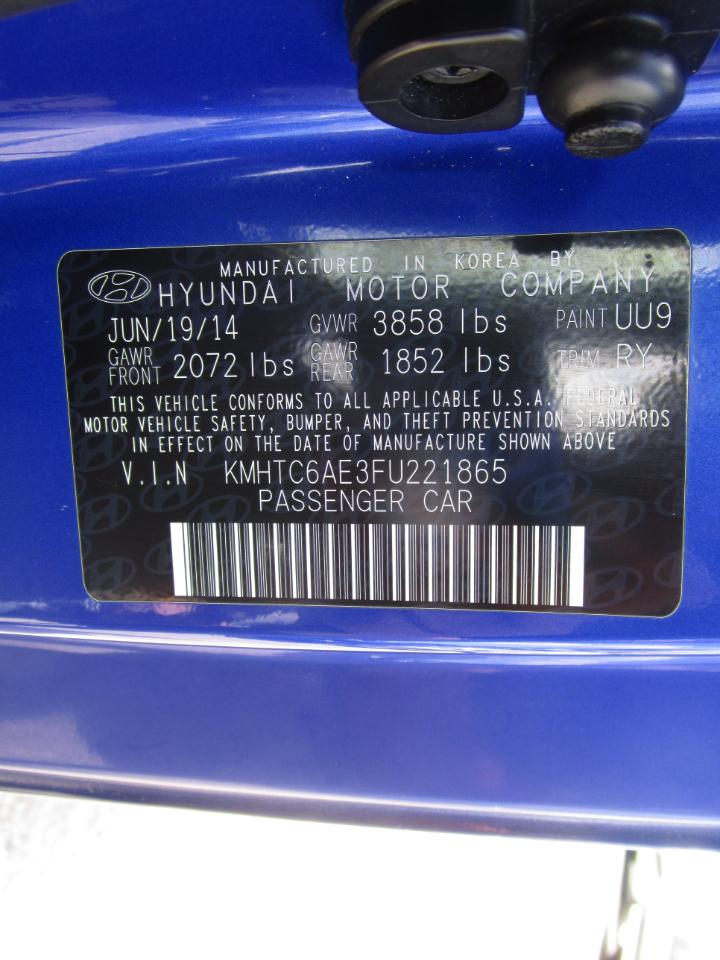 MANUFACTURED IN KOREA BY
HYUNDAI MOTOR COMPANY
JUN/19/14 GVWR 3858 lbs PAINT UU9
GAWR FRONT 2072 lbs GAWR REAR 1852 lbs TRIM RY
THIS VEHICLE CONFORMS TO ALL APPLICABLE U.S.A. FEDERAL
MOTOR VEHICLE SAFETY, BUMPER, AND THEFT PREVENTION STANDARDS
IN EFFECT ON THE DATE OF MANUFACTURE SHOWN ABOVE
V.I.N KMHTC6AE3FU221865
PASSENGER CAR